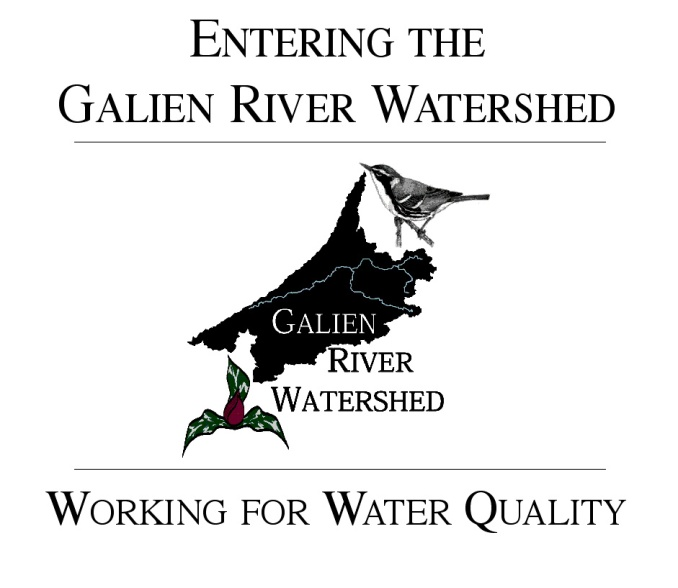 Entering the
Galien River Watershed
Galien
River
Watershed
Working for Water Quality